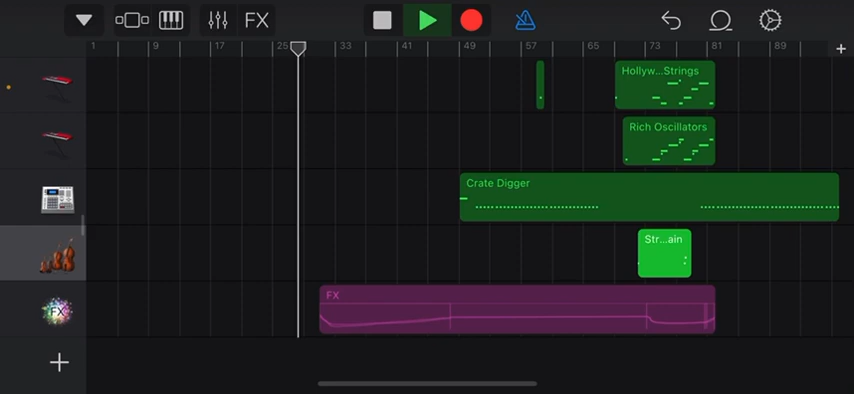 FX
1 9 17 25 33 41 49 57 65 73 81 89
Hollyw...Strings
Rich Oscillators
Crate Digger
Str...ain
FX
FX